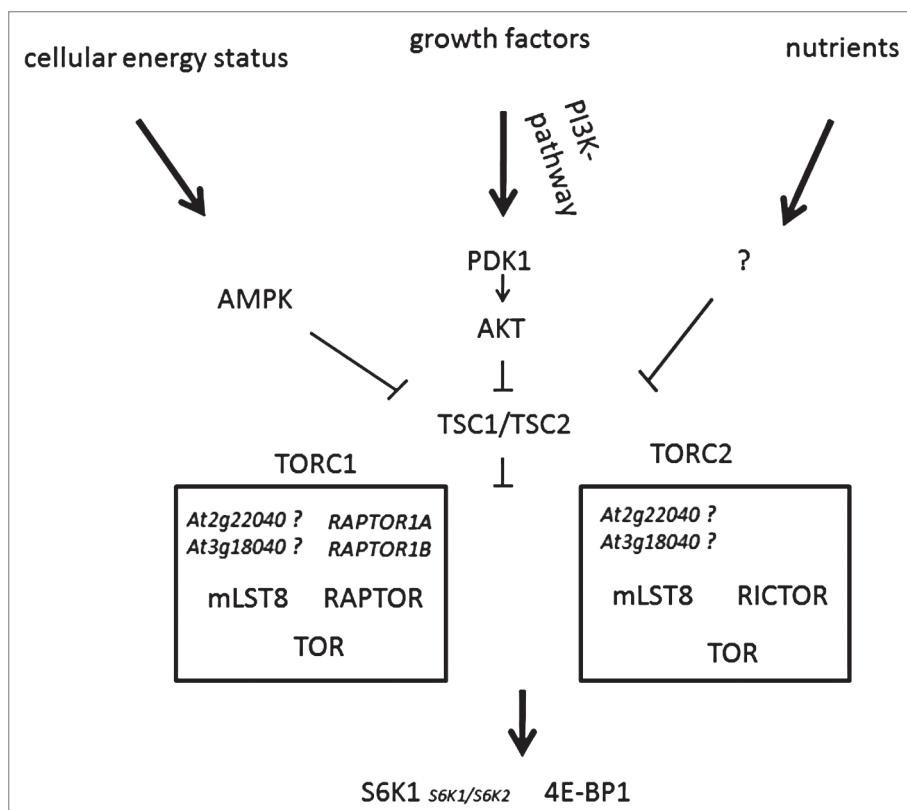 cellular energy status
growth factors
nutrients
PI3K-
pathway
PDK1
?
AMPK
AKT
TSC1/TSC2
TORC1
TORC2
At2g22040 ? RAPTOR1A
At3g18040 ? RAPTOR1B
mLST8 RAPTOR
TOR
At2g22040 ?
At3g18040 ?
mLST8 RICTOR
TOR
S6K1 S6K1/S6K2 4E-BP1